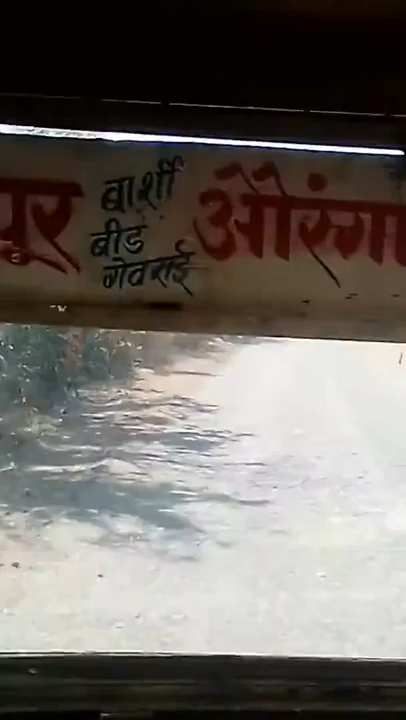 पूर
बार्शी
बीड
गेवराई
औरंगा